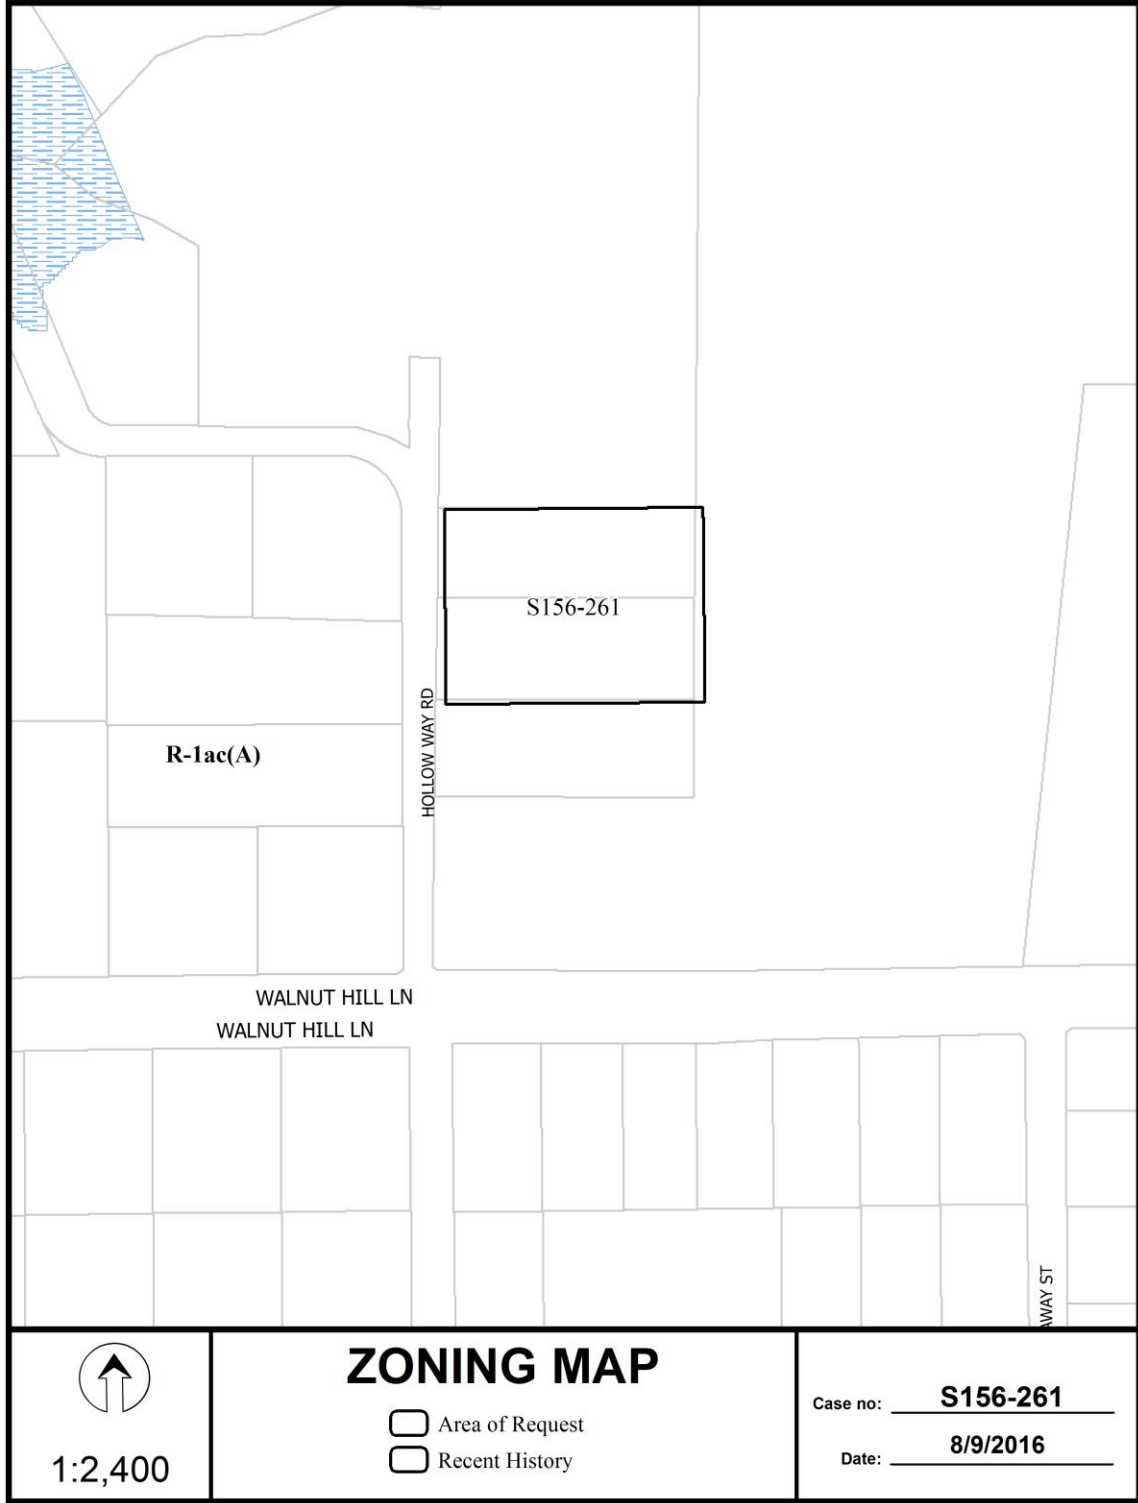 S156-261
HOLLOW WAY RD
R-1ac(A)
WALNUT HILL LN
WALNUT HILL LN
AWAY ST
1:2,400
ZONING MAP
Area of Request
Recent History
Case no: S156-261
Date: 8/9/2016